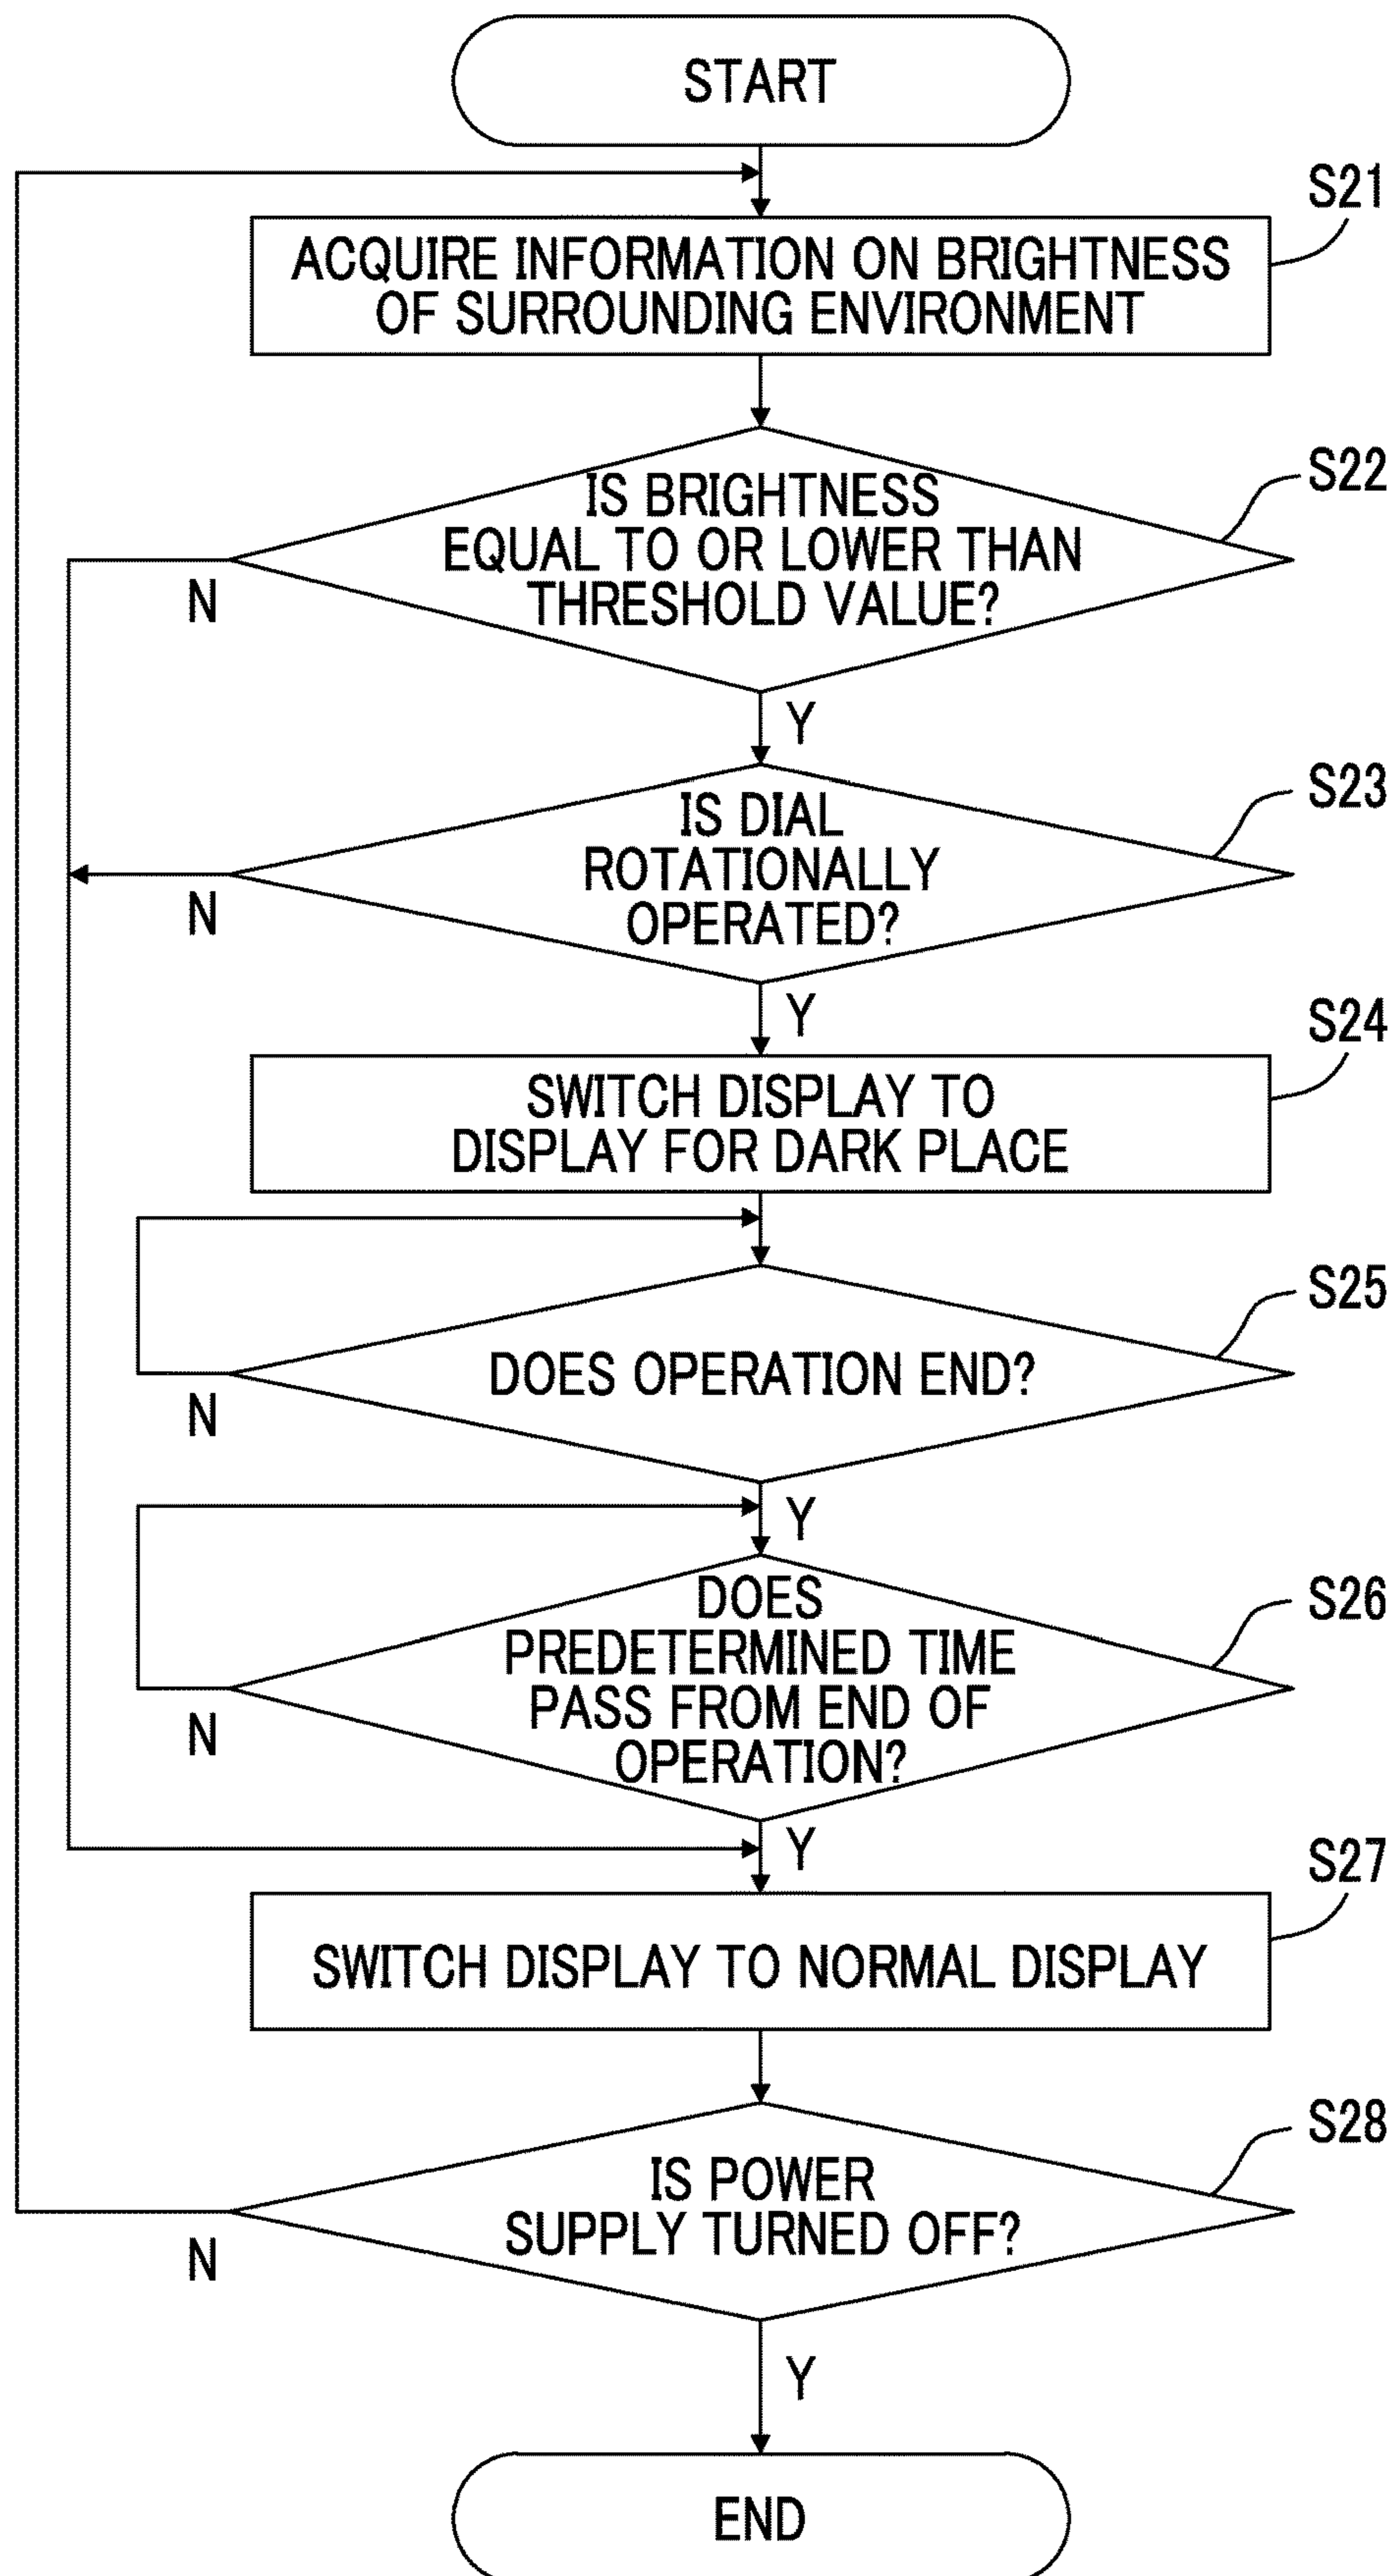 START
S21
ACQUIRE INFORMATION ON BRIGHTNESS
OF SURROUNDING ENVIRONMENT
S22
IS BRIGHTNESS
EQUAL TO OR LOWER THAN
THRESHOLD VALUE?
N
Y
S23
IS DIAL
ROTATIONALLY
OPERATED?
N
Y
S24
SWITCH DISPLAY TO
DISPLAY FOR DARK PLACE
S25
DOES OPERATION END?
N
Y
S26
DOES
PREDETERMINED TIME
PASS FROM END OF
OPERATION?
N
Y
S27
SWITCH DISPLAY TO NORMAL DISPLAY
S28
IS POWER
SUPPLY TURNED OFF?
N
Y
END